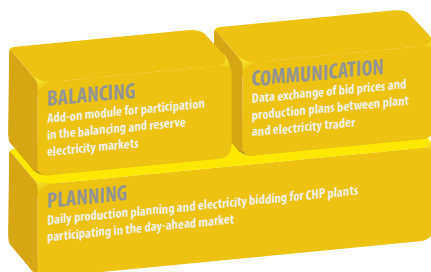 BALANCING
Add-on module for participation
in the balancing and reserve
electricity markets
COMMUNICATION
Data exchange of bid prices and
production plans between plant
and electricity trader
PLANNING
Daily production planning and electricity bidding for CHP plants
participating in the day-ahead market